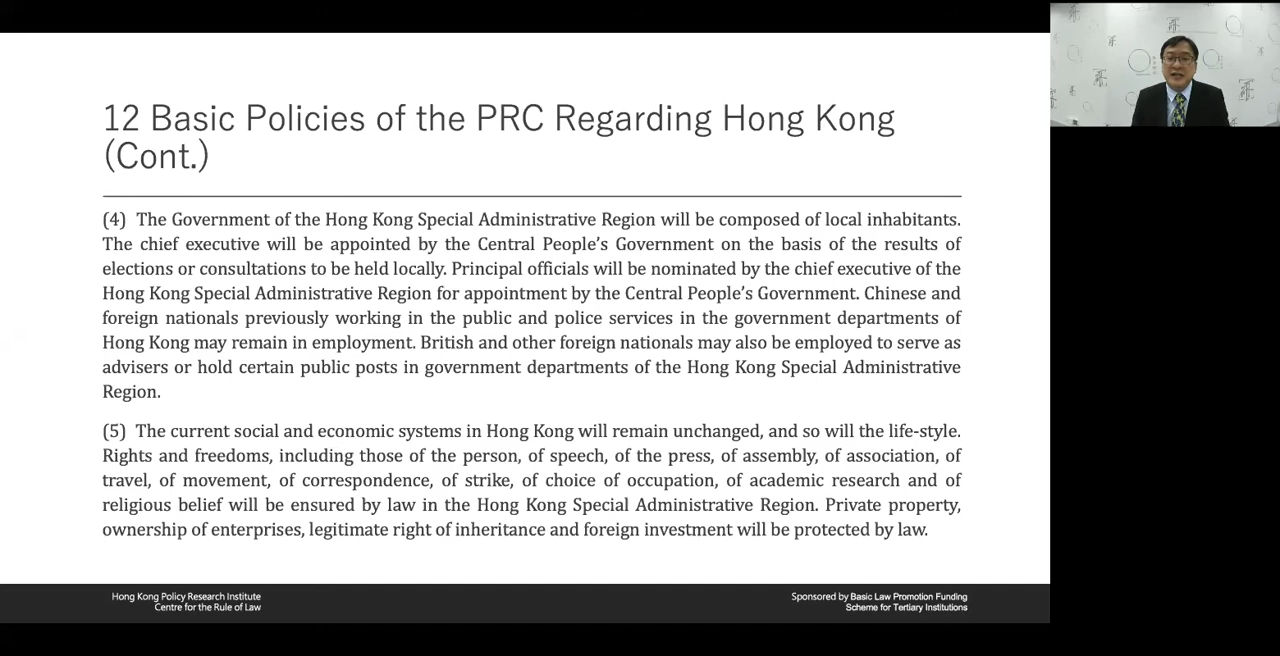 12 Basic Policies of the PRC Regarding Hong Kong
(Cont.)
(4) The Government of the Hong Kong Special Administrative Region will be composed of local inhabitants.
The chief executive will be appointed by the Central People's Government on the basis of the results of
elections or consultations to be held locally. Principal officials will be nominated by the chief executive of the
Hong Kong Special Administrative Region for appointment by the Central People's Government. Chinese and
foreign nationals previously working in the public and police services in the government departments of
Hong Kong may remain in employment. British and other foreign nationals may also be employed to serve as
advisers or hold certain public posts in government departments of the Hong Kong Special Administrative
Region.
(5) The current social and economic systems in Hong Kong will remain unchanged, and so will the life-style.
Rights and freedoms, including those of the person, of speech, of the press, of assembly, of association, of
travel, of movement, of correspondence, of strike, of choice of occupation, of academic research and of
religious belief will be ensured by law in the Hong Kong Special Administrative Region. Private property,
ownership of enterprises, legitimate right of inheritance and foreign investment will be protected by law.
Hong Kong Policy Research Institute
Centre for the Rule of Law
Sponsored by Basic Law Promotion Funding
Scheme for Tertiary Institutions